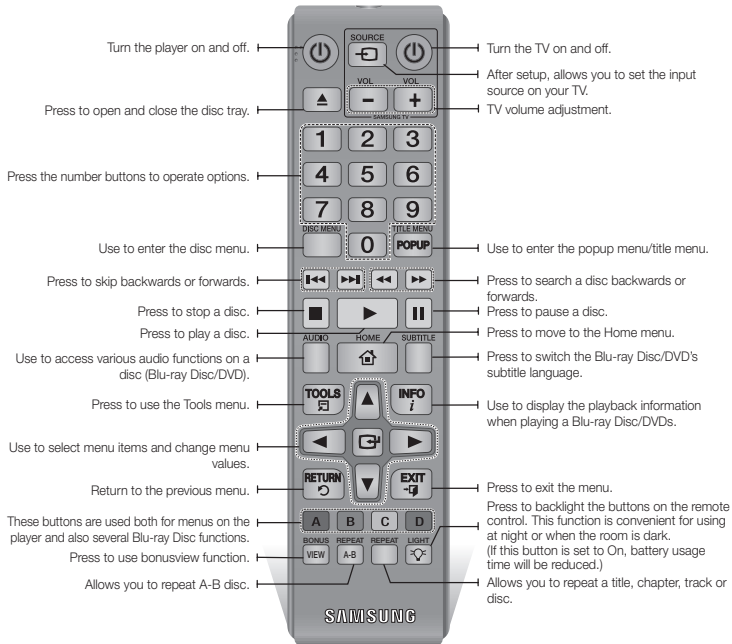 Turn the player on and off.
SOURCE
Turn the TV on and off.
After setup, allows you to set the input
source on your TV.
VOL
VOL
Press to open and close the disc tray.
TV volume adjustment.
SAMSUNG TV
1 2 3
Press the number buttons to operate options.
4 5 6
7 8 9
DISC MENU
TITLE MENU
0
POPUP
Use to enter the disc menu.
Use to enter the popup menu/title menu.
Press to skip backwards or forwards.
Press to search a disc backwards or
forwards.
Press to stop a disc.
Press to pause a disc.
Press to play a disc.
Press to move to the Home menu.
AUDIO
HOME
SUBTITLE
Use to access various audio functions on a
disc (Blu-ray Disc/DVD).
Press to switch the Blu-ray Disc/DVD's
subtitle language.
TOOLS
INFO
i
Press to use the Tools menu.
Use to display the playback information
when playing a Blu-ray Disc/DVDs.
Use to select menu items and change menu
values.
RETURN
EXIT
Return to the previous menu.
Press to exit the menu.
A B C D
These buttons are used both for menus on the
player and also several Blu-ray Disc functions.
Press to backlight the buttons on the remote
control. This function is convenient for using
at night or when the room is dark.
(If this button is set to On, battery usage
time will be reduced.)
BONUS
REPEAT
REPEAT
LIGHT
VIEW
A-B
Press to use bonusview function.
Allows you to repeat A-B disc.
Allows you to repeat a title, chapter, track or
disc.
SAMSUNG